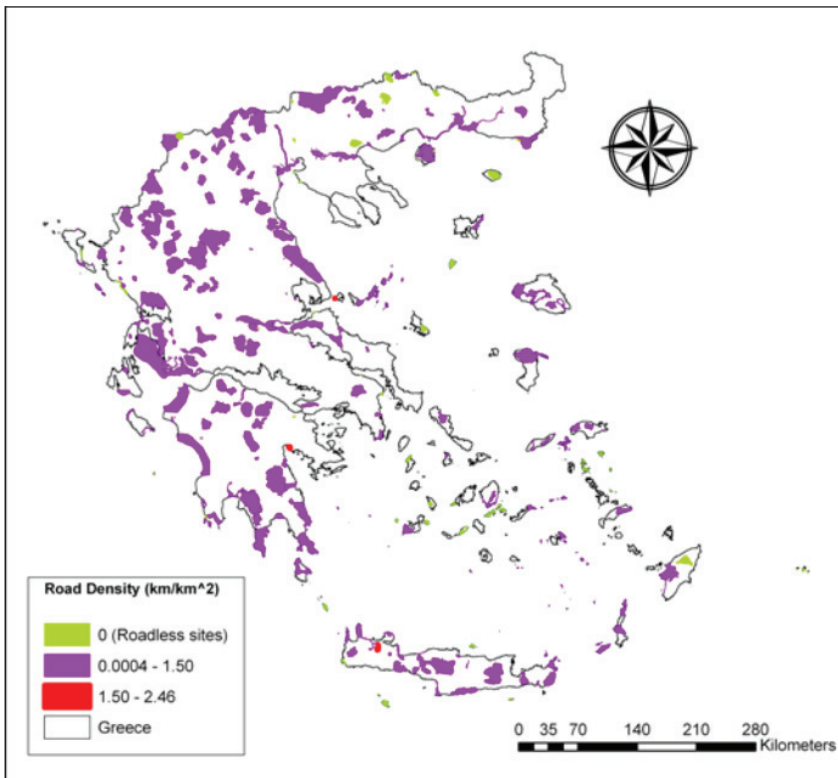 Road Density (km/km^2)
0 (Roadless sites)
0.0004 - 1.50
1.50 - 2.46
Greece
0 35 70 140 210 280
Kilometers